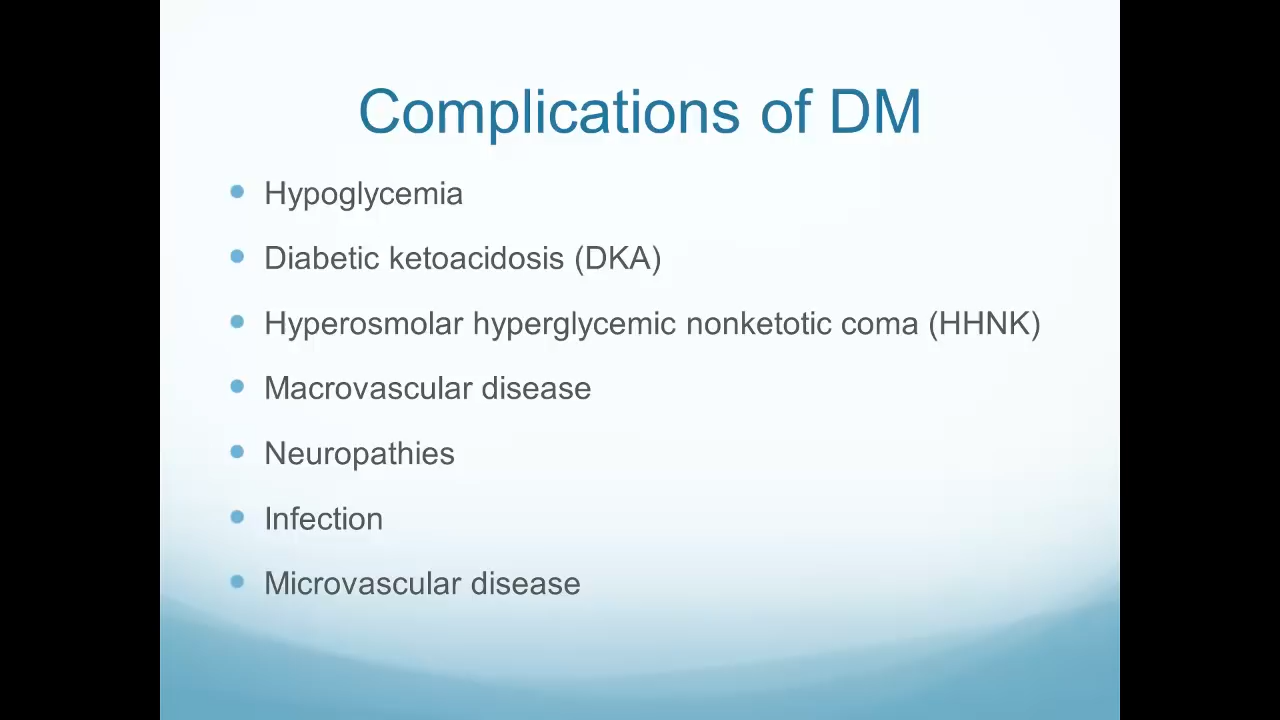 Complications of DM
Hypoglycemia
Diabetic ketoacidosis (DKA)
Hyperosmolar hyperglycemic nonketotic coma (HHNK)
Macrovascular disease
Neuropathies
Infection
Microvascular disease